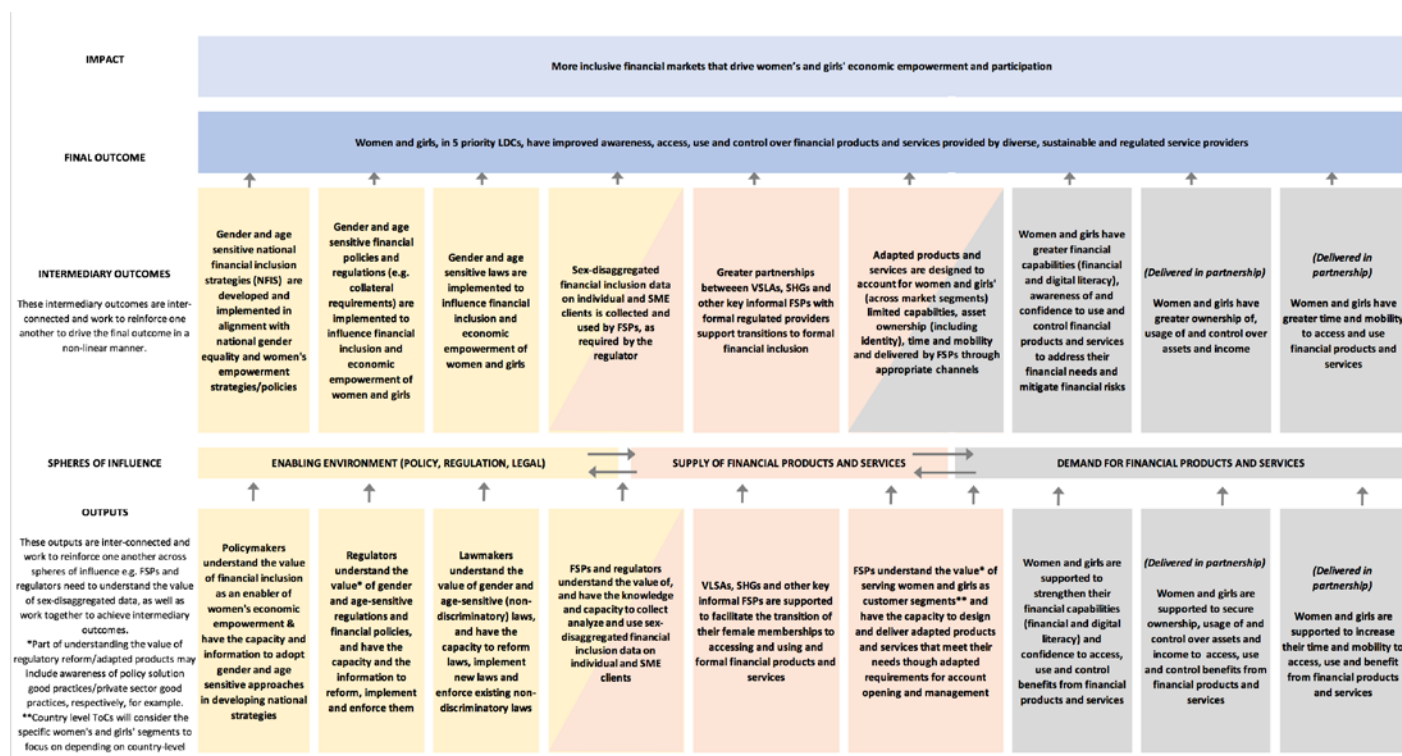 IMPACT
More inclusive financial markets that drive women's and girls' economic empowerment and participation
FINAL OUTCOME
Women and girls, in 5 priority LDCs, have improved awareness, access, use and control over financial products and services provided by diverse, sustainable and regulated service providers
INTERMEDIARY OUTCOMES
These intermediary outcomes are inter-
connected and work to reinforce one
another to drive the final outcome in a
non-linear manner.
Gender and age
sensitive national
financial inclusion
strategies (NFIS) are
developed and
implemented in
alignment with
national gender
equality and women's
empowerment
strategies/policies
Gender and age
sensitive financial
policies and
regulations (e.g.
collateral
requirements) are
implemented to
influence financial
inclusion and
economic
empowerment of
women and girls
Gender and age
sensitive laws are
implemented to
influence financial
inclusion and
economic
empowerment of
women and girls
Sex-disaggregated
financial inclusion data
on individual and SME
clients is collected and
used by FSPs, as
required by the
regulator
Greater partnerships
betweeen VSLAs, SHGs and
other key informal FSPs with
formal regulated providers
support transitions to formal
financial inclusion
Adapted products and
services are designed to
account for women and girls'
(across market segments)
limited capabilties, asset
ownership (including
identity), time and mobility
and delivered by FSPs through
appropriate channels
Women and girls have
greater financial
capabilities (financial
and digital literacy),
awareness of and
confidence to use and
control financial
products and services
to address their
financial needs and
mitigate financial risks
(Delivered in partnership)
Women and girls have
greater ownership of,
usage of and control over
assets and income
(Delivered in
partnership)
Women and girls have
greater time and mobility
to access and use
financial products and
services
SPHERES OF INFLUENCE
ENABLING ENVIRONMENT (POLICY, REGULATION, LEGAL)
SUPPLY OF FINANCIAL PRODUCTS AND SERVICES
DEMAND FOR FINANCIAL PRODUCTS AND SERVICES
OUTPUTS
These outputs are inter-connected and
work to reinforce one another across
spheres of influence e.g. FSPs and
regulators need to understand the value
of sex-disaggregated data, as well as
work together to achieve intermediary
outcomes.
*Part of understanding the value of
regulatory reform/adapted products may
include awareness of policy solution
good practices/private sector good
practices, respectively, for example.
**Country level ToCs will consider the
specific women's and girls' segments to
focus on depending on country-level
Policymakers
understand the value
of financial inclusion
as an enabler of
women's economic
empowerment &
have the capacity and
information to adopt
gender and age
sensitive approaches
in developing national
strategies
Regulators
understand the
value* of gender
and age-sensitive
regulations and
financial policies,
and have the
capacity and the
information to
reform, implement
and enforce them
Lawmakers
understand the
value of gender and
age-sensitive (non-
discriminatory) laws,
and have the
capacity to reform
laws, implement
new laws and
enforce existing non-
discriminatory laws
FSPs and regulators
understand the value of,
and have the knowledge
and capacity to collect
analyze and use sex-
disaggregated financial
inclusion data on
individual and SME
clients
VLSAs, SHGs and other key
informal FSPs are supported
to facilitate the transition of
their female memberships to
accessing and using and
formal financial products and
services
FSPs understand the value* of
serving women and girls as
customer segments** and
have the capacity to design
and deliver adapted products
and services that meet their
needs though adapted
requirements for account
opening and management
Women and girls are
supported to
strengthen their
financial capabilities
(financial and digital
literacy) and
confidence to access,
use and control
benefits from financial
products and services
(Delivered in partnership)
Women and girls are
supported to secure
ownership, usage of and
control over assets and
income to access, use
and control benefits from
financial products and
services
(Delivered in
partnership)
Women and girls are
supported to increase
their time and mobility to
access, use and benefit
from financial products
and services